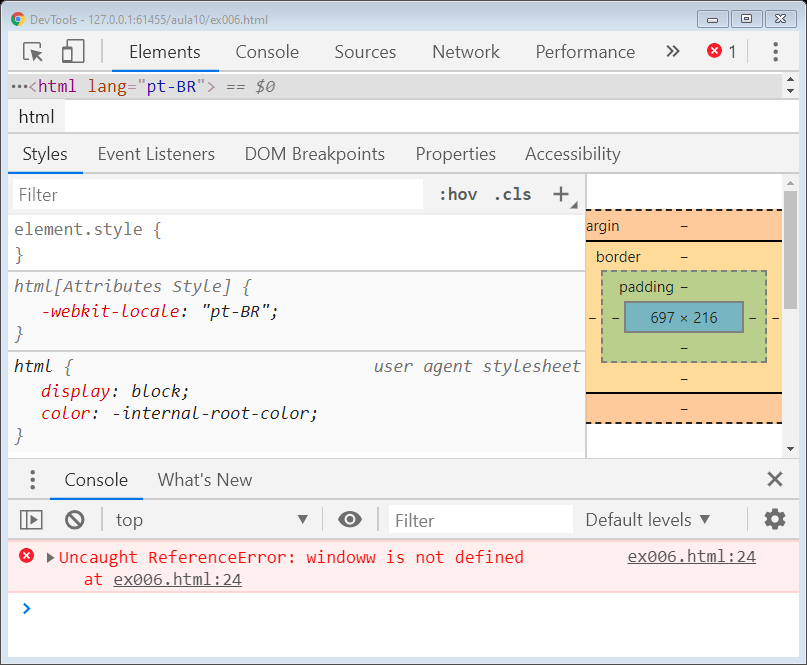 DevTools - 127.0.0.1:61455/aula10/ex006.html
Elements Console Sources Network Performance » 1
⋯<html lang="pt-BR"> == $0
html
Styles Event Listeners DOM Breakpoints Properties Accessibility
Filter :hov .cls +
element.style {
}
html[Attributes Style] {
-webkit-locale: "pt-BR";
}
html { user agent stylesheet
display: block;
color: -internal-root-color;
}
argin –
border –
padding –
– – 697 × 216 – –
–
–
–
Console What's New
top Filter Default levels ▼
Uncaught ReferenceError: windoww is not defined ex006.html:24
at ex006.html:24